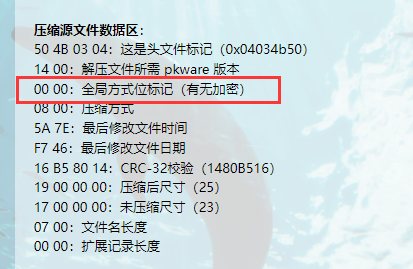 压缩源文件数据区：
50 4B 03 04：这是头文件标记（0x04034b50）
14 00：解压文件所需 pkware 版本
00 00：全局方式位标记（有无加密）
08 00：压缩方式
5A 7E：最后修改文件时间
F7 46：最后修改文件日期
16 B5 80 14：CRC-32校验（1480B516）
19 00 00 00：压缩后尺寸（25）
17 00 00 00：未压缩尺寸（23）
07 00：文件名长度
00 00：扩展记录长度